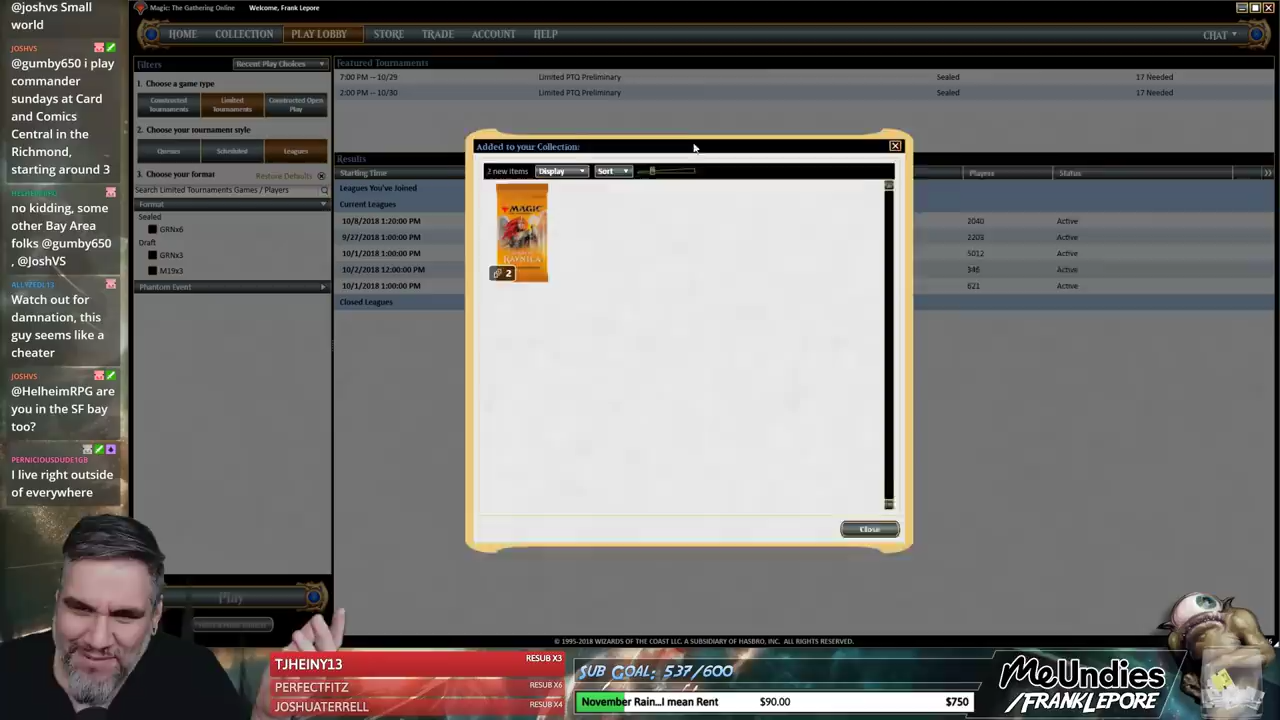 @joshvs Small
world
JOSHVS
@gumby650 i play
commander
sundays at Card
and Comics
Central in the
Richmond,
starting around 3
no kidding, some
other Bay Area
folks @gumby650
, @JoshVS
ALLYZEDL13
Watch out for
damnation, this
guy seems like a
cheater
JOSHVS
@HelheimRPG are
you in the SF bay
too?
PERNICIOUSDUDE1GB
I live right outside
of everywhere
Magic: The Gathering Online Welcome, Frank Lepore
HOME COLLECTION PLAY LOBBY STORE TRADE ACCOUNT HELP CHAT
Filters Recent Play Choices
1. Choose a game type
Constructed Tournaments Limited Tournaments Constructed Open Play
2. Choose your tournament style
Queues Scheduled Leagues
3. Choose your format Restore Defaults
Search Limited Tournaments Games / Players
Format
Sealed
GRNx6
Draft
GRNx3
M19x3
Phantom Event
Play
Featured Tournaments
7:00 PM -- 10/29 Limited PTQ Preliminary Sealed 17 Needed
2:00 PM -- 10/30 Limited PTQ Preliminary Sealed 17 Needed
Results
Starting Time Players Status
Leagues You've Joined
Current Leagues
10/8/2018 1:20:00 PM 2040 Active
9/27/2018 1:00:00 PM 2203 Active
10/1/2018 1:00:00 PM 5012 Active
10/2/2018 12:00:00 PM 346 Active
10/1/2018 1:00:00 PM 621 Active
Closed Leagues
Added to your Collection:
2 new items Display Sort
MAGIC
RAVNICA
2
Close
© 1995-2018 WIZARDS OF THE COAST LLC. A SUBSIDIARY OF HASBRO, INC. ALL RIGHTS RESERVED.
TJHEINY13 RESUB X3
PERFECTFITZ RESUB X6
JOSHUATERRELL RESUB X4
SUB GOAL: 537/600
November Rain...I mean Rent $90.00 $750
MeUndies
/FRANKLEPORE